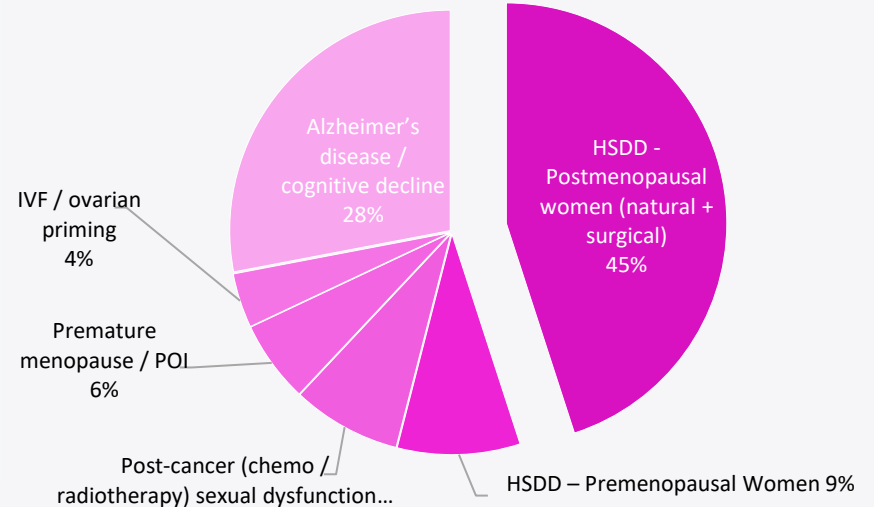 Alzheimer's
disease /
cognitive decline
28%
HSDD -
Postmenopausal
women (natural +
surgical)
45%
IVF / ovarian
priming
4%
Premature
menopause / POI
6%
Post-cancer (chemo /
radiotherapy) sexual dysfunction…
HSDD – Premenopausal Women 9%